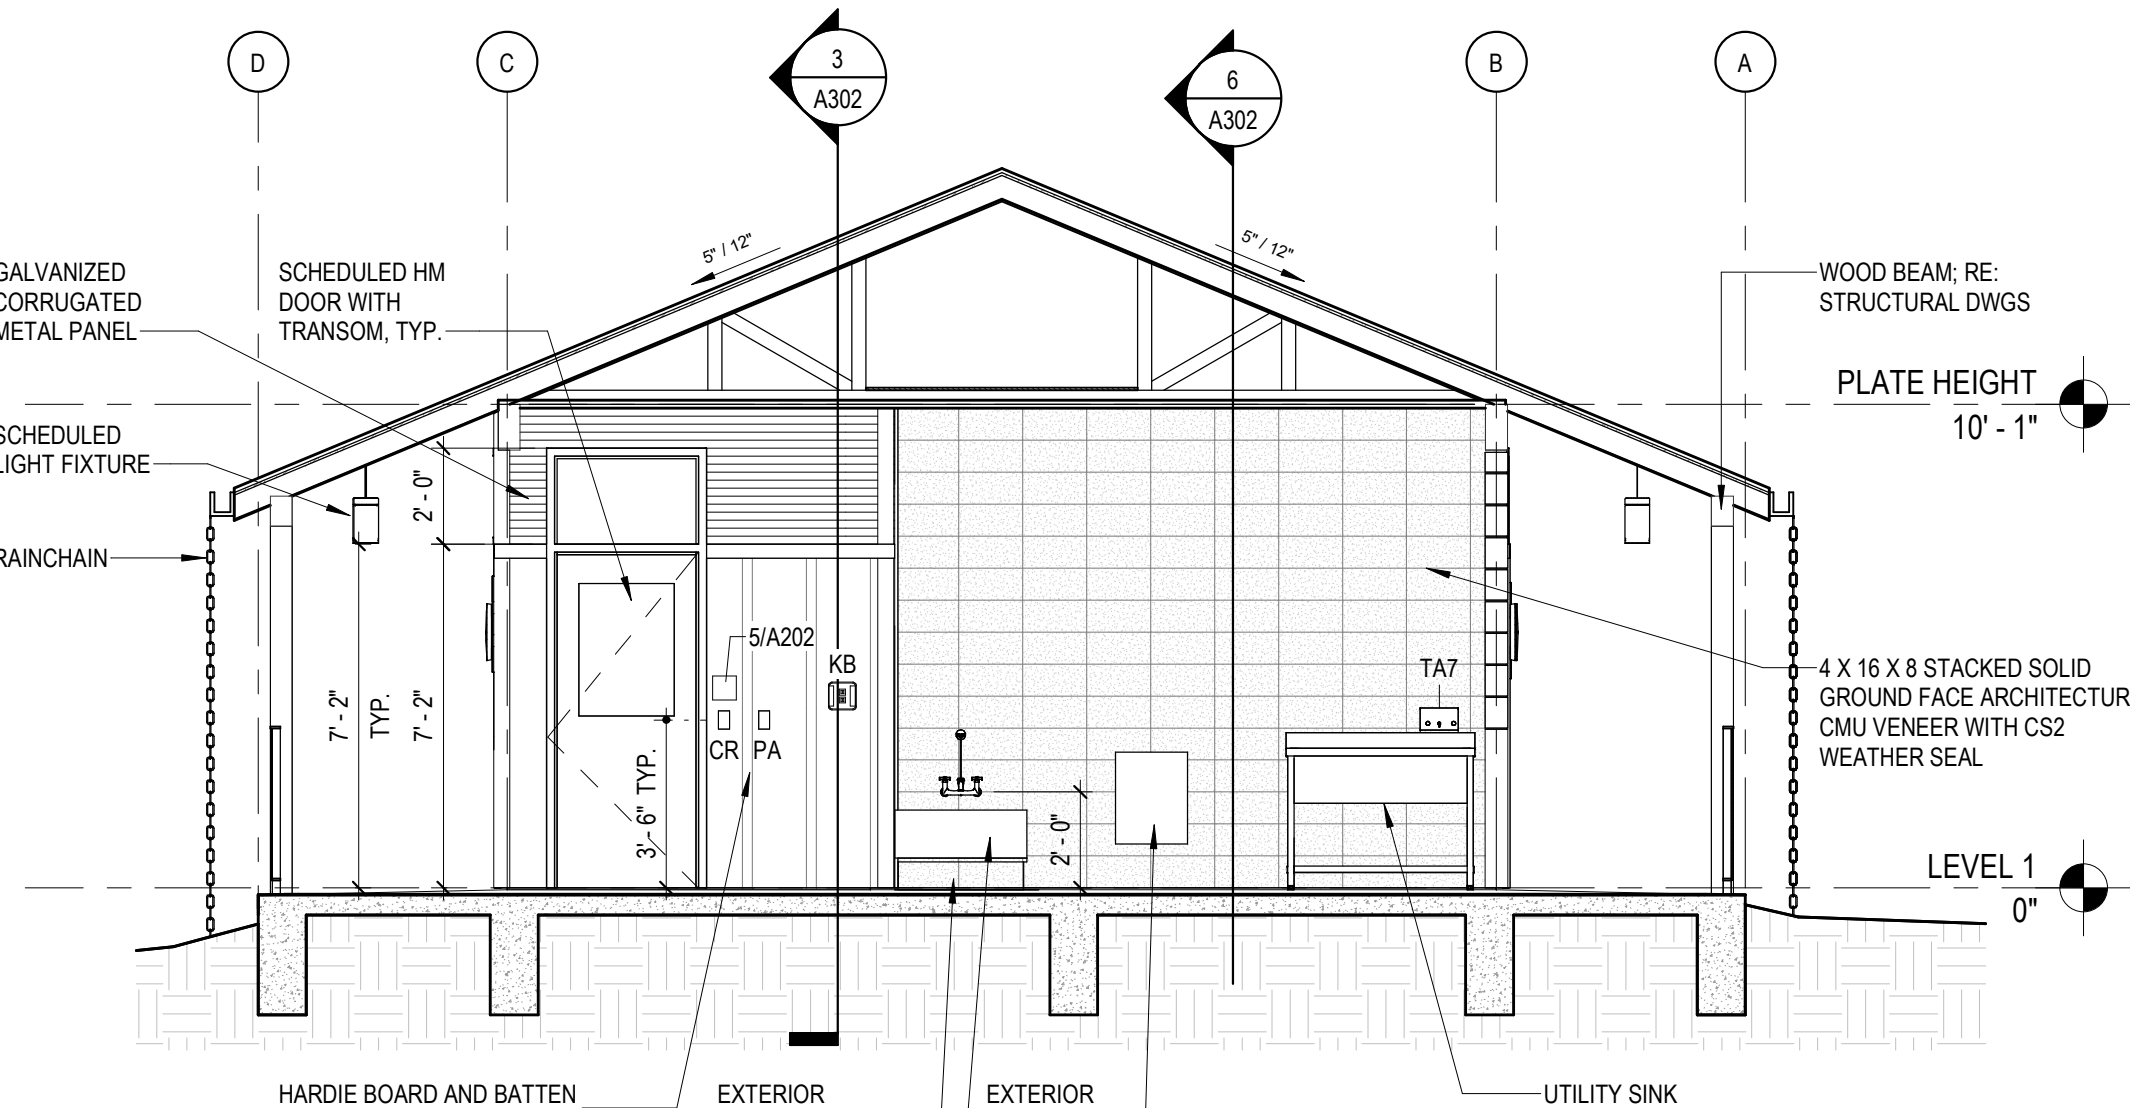 D
C
3
A302
6
A302
B
A
5" / 12"
5" / 12"
GALVANIZED
CORRUGATED
METAL PANEL
SCHEDULED HM
DOOR WITH
TRANSOM, TYP.
WOOD BEAM; RE:
STRUCTURAL DWGS
PLATE HEIGHT
10' - 1"
SCHEDULED
LIGHT FIXTURE
2' - 0"
RAINCHAIN
5/A202
KB
TA7
4 X 16 X 8 STACKED SOLID
GROUND FACE ARCHITECTUR
CMU VENEER WITH CS2
WEATHER SEAL
7' - 2"
TYP.
7' - 2"
CR PA
3' - 6" TYP.
2' - 0"
LEVEL 1
0"
HARDIE BOARD AND BATTEN
EXTERIOR
EXTERIOR
UTILITY SINK